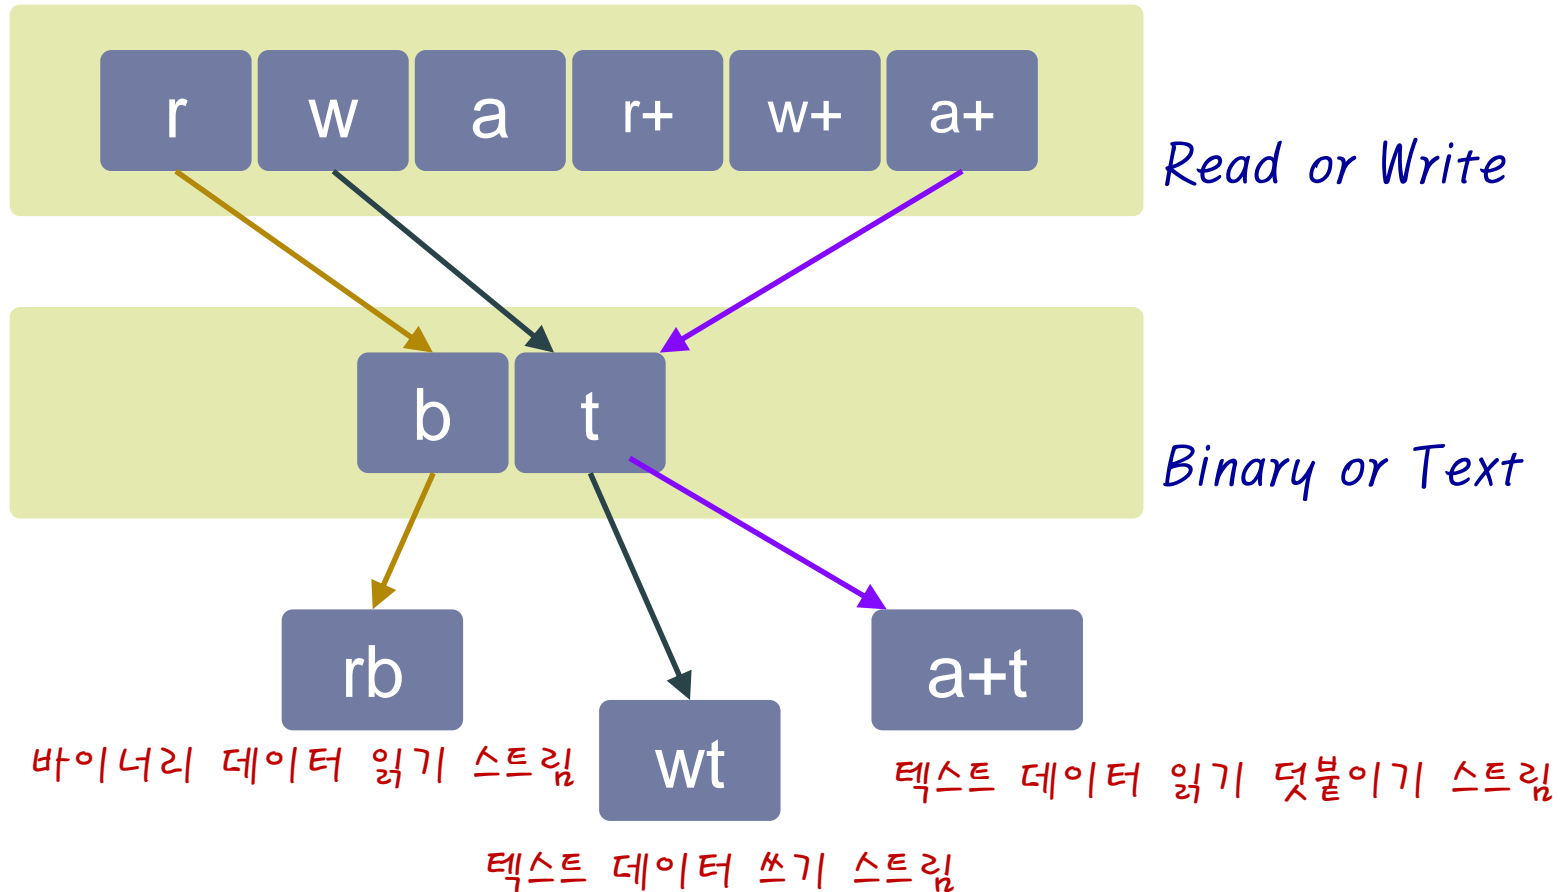 r w a r+ w+ a+
Read or Write
b t
Binary or Text
rb
바이너리 데이터 읽기 스트림
wt
텍스트 데이터 쓰기 스트림
a+t
텍스트 데이터 읽기 덧붙이기 스트림